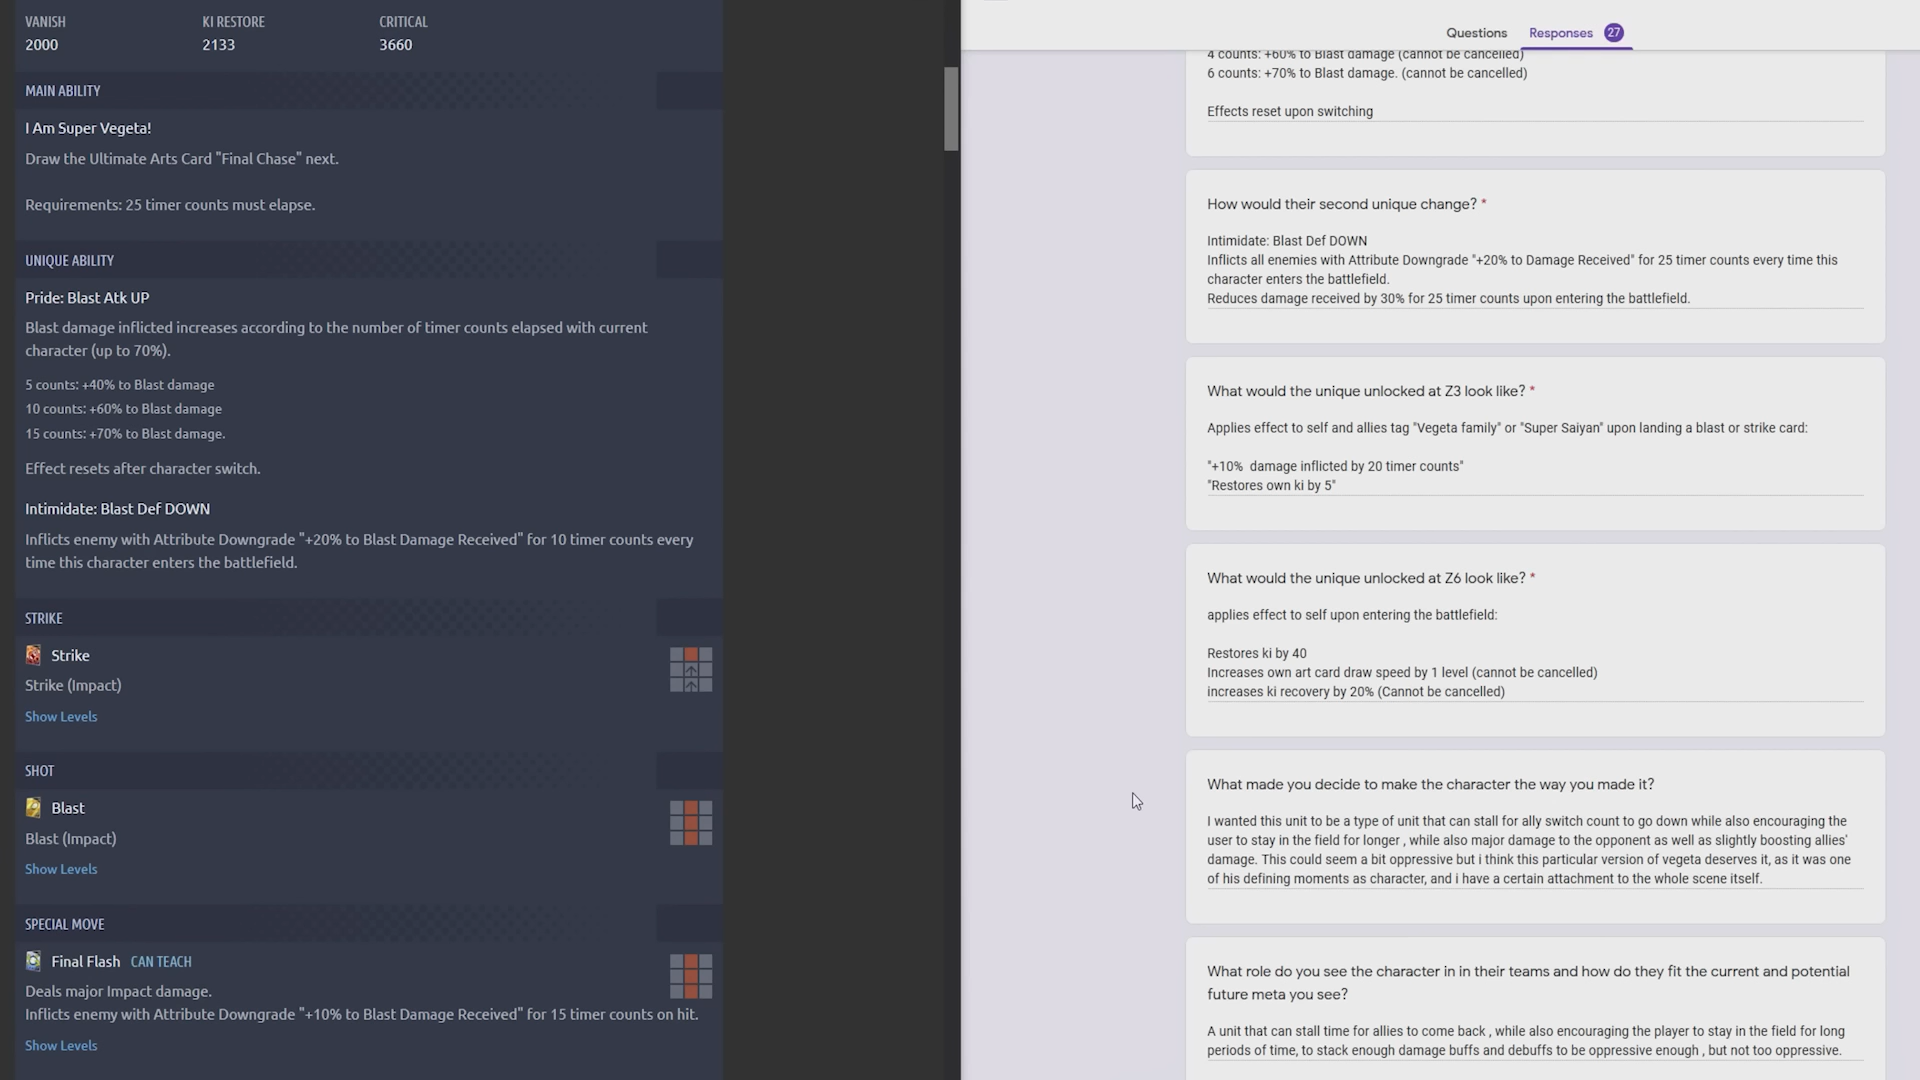 VANISH KI RESTORE CRITICAL
2000 2133 3660
MAIN ABILITY
I Am Super Vegeta!
Draw the Ultimate Arts Card "Final Chase" next.
Requirements: 25 timer counts must elapse.
UNIQUE ABILITY
Pride: Blast Atk UP
Blast damage inflicted increases according to the number of timer counts elapsed with current
character (up to 70%).
5 counts: +40% to Blast damage
10 counts: +60% to Blast damage
15 counts: +70% to Blast damage.
Effect resets after character switch.
Intimidate: Blast Def DOWN
Inflicts enemy with Attribute Downgrade "+20% to Blast Damage Received" for 10 timer counts every
time this character enters the battlefield.
STRIKE
Strike
Strike (Impact)
Show Levels
SHOT
Blast
Blast (Impact)
Show Levels
SPECIAL MOVE
Final Flash CAN TEACH
Deals major Impact damage.
Inflicts enemy with Attribute Downgrade "+10% to Blast Damage Received" for 15 timer counts on hit.
Show Levels
Questions Responses 27
4 counts: +60% to Blast damage (cannot be cancelled)
6 counts: +70% to Blast damage. (cannot be cancelled)
Effects reset upon switching
How would their second unique change? *
Intimidate: Blast Def DOWN
Inflicts all enemies with Attribute Downgrade "+20% to Damage Received" for 25 timer counts every time this
character enters the battlefield.
Reduces damage received by 30% for 25 timer counts upon entering the battlefield.
What would the unique unlocked at Z3 look like? *
Applies effect to self and allies tag "Vegeta family" or "Super Saiyan" upon landing a blast or strike card:
"+10%  damage inflicted by 20 timer counts"
"Restores own ki by 5"
What would the unique unlocked at Z6 look like? *
applies effect to self upon entering the battlefield:
Restores ki by 40
Increases own art card draw speed by 1 level (cannot be cancelled)
increases ki recovery by 20% (Cannot be cancelled)
What made you decide to make the character the way you made it?
I wanted this unit to be a type of unit that can stall for ally switch count to go down while also encouraging the
user to stay in the field for longer , while also major damage to the opponent as well as slightly boosting allies'
damage. This could seem a bit oppressive but i think this particular version of vegeta deserves it, as it was one
of his defining moments as character, and i have a certain attachment to the whole scene itself.
What role do you see the character in in their teams and how do they fit the current and potential
future meta you see?
A unit that can stall time for allies to come back , while also encouraging the player to stay in the field for long
periods of time, to stack enough damage buffs and debuffs to be oppressive enough , but not too oppressive.